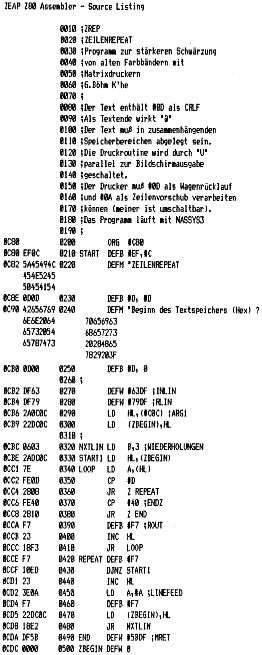 ZEAP Z80 Assembler - Source Listing
0010 ;ZREP
0020 ;ZEILENREPEAT
0030 ;Programm zur stärkeren Schwärzung
0040 ;von alten Farbbändern mit
0050 ;Matrixdruckern
0060 ;G.Böhm K'he
0070 ;
0080 ;Der Text enthält #0D als CRLF
0090 ;Als Textende wirkt "@"
0100 ;Der Text muß in zusammenhängenden
0110 ;Speicherbereichen abgelegt sein.
0120 ;Die Druckroutine wird durch "U"
0130 ;parallel zur Bildschirmausgabe
0140 ;geschaltet.
0150 ;Der Drucker muß #0D als Wagenrücklauf
0160 ;und #0A als Zeilenvorschub verarbeiten
0170 ;können (meiner ist umschaltbar).
0180 ;Das Programm läuft mit NASSYS3
0190 ;
0C80 0200 ORG #0C80
0C80 EF0C 0210 START DEFB #EF,#C
0C82 5A45494C 0220 DEFM "ZEILENREPEAT
454E5245
50454154
0C8E 0D0D 0230 DEFB #D, #D
0C90 42656769 0240 DEFM "Beginn des Textspeichers (Hex) ?
6E6E2064 70656963
65732054 68657273
65787473 20284865
7829203F
0CB0 0D00 0250 DEFB #D, 0
0260 ;
0CB2 DF63 0270 DEFW #63DF ;INLIN
0CB4 DF79 0280 DEFW #79DF ;RLIN
0CB6 2A0C0C 0290 LD HL,(#0C0C) ;ARG1
0CB9 22DC0C 0300 LD (ZBEGIN),HL
0310 ;
0CBC 0603 0320 NXTLIN LD B,3 ;WIEDERHOLUNGEN
0CBE 2ADC0C 0330 START1 LD HL,(ZBEGIN)
0CC1 7E 0340 LOOP LD A,(HL)
0CC2 FE0D 0350 CP #D
0CC4 2808 0360 JR Z REPEAT
0CC6 FE40 0370 CP #40 ;ENDZ
0CC8 2810 0380 JR Z END
0CCA F7 0390 DEFB #F7 ;ROUT
0CCB 23 0400 INC HL
0CCC 18F3 0410 JR LOOP
0CCE F7 0420 REPEAT DEFB #F7
0CCF 10ED 0430 DJNZ START1
0CD1 23 0440 INC HL
0CD2 3E0A 0450 LD A,#A ;LINEFEED
0CD4 F7 0460 DEFB #F7
0CD5 22DC0C 0470 LD (ZBEGIN),HL
0CD8 18E2 0480 JR NXTLIN
0CDA DF5B 0490 END DEFW #5BDF ;MRET
0CDC 0000 0500 ZBEGIN DEFW 0